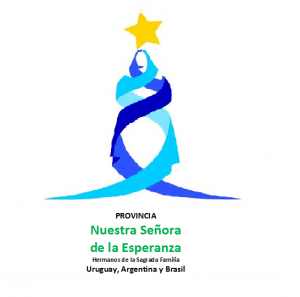 PROVINCIA
Nuestra Señora
de la Esperanza
Hermanos de la Sagrada Familia
Uruguay, Argentina y Brasil